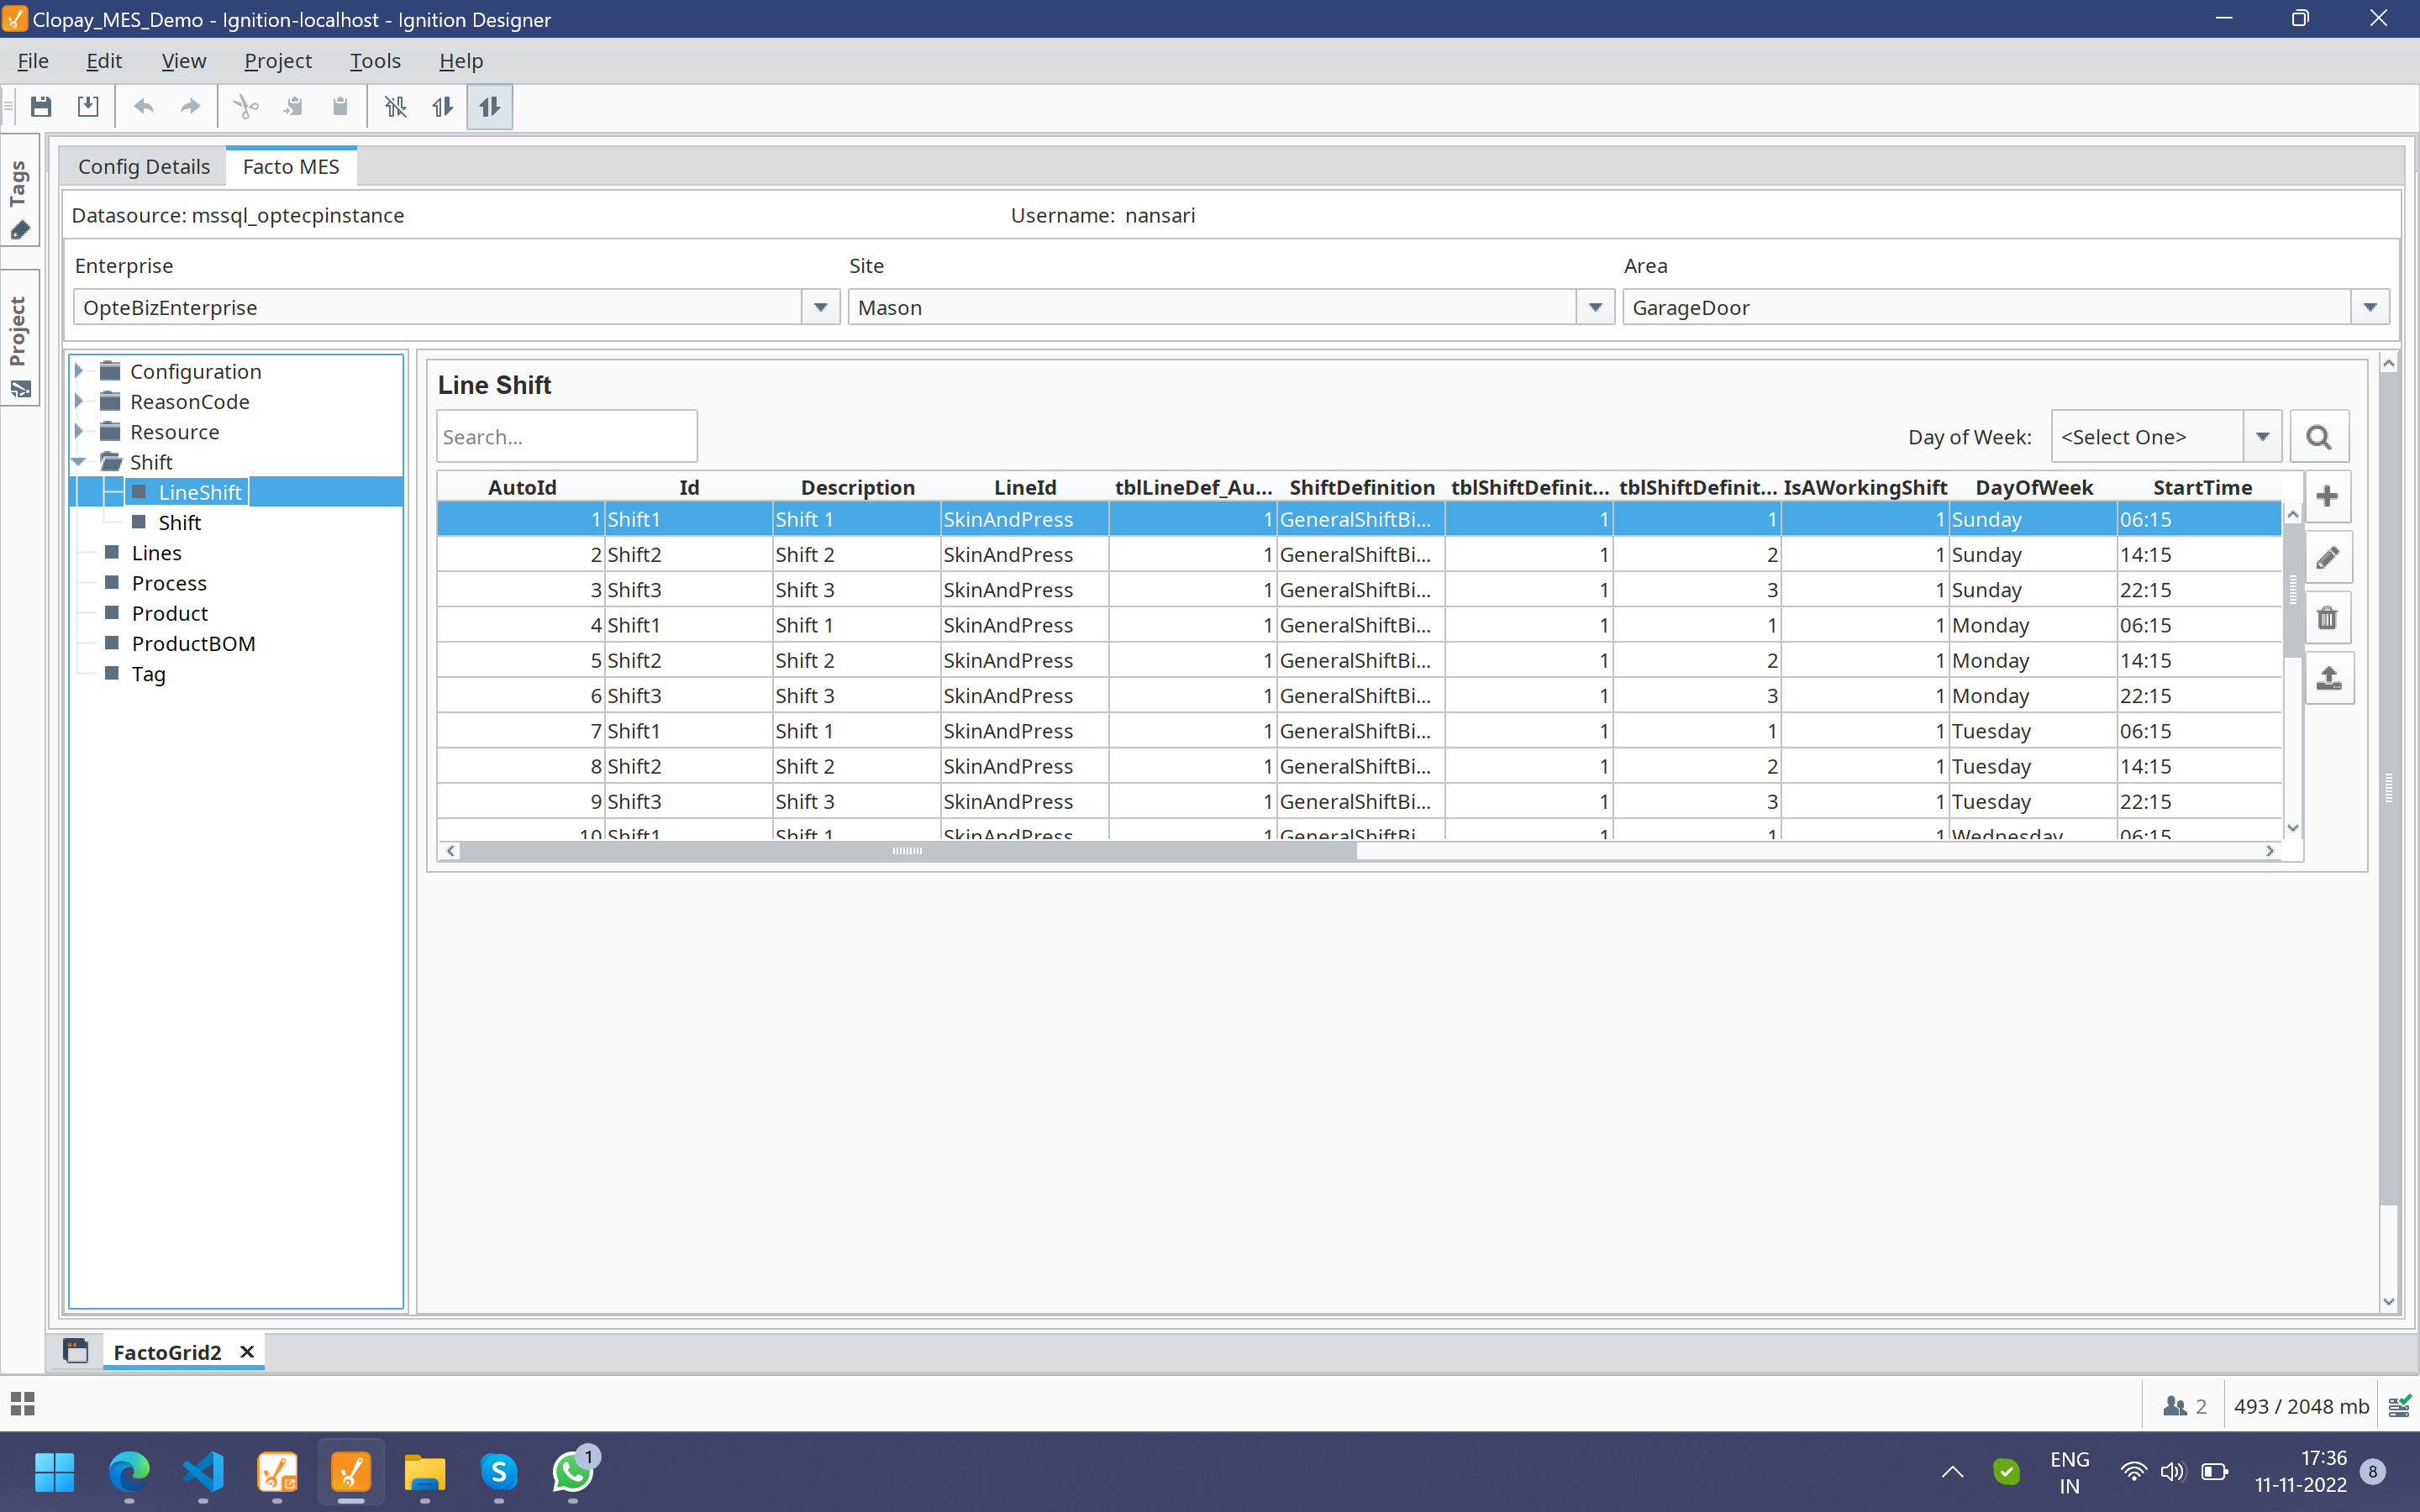 Clopay_MES_Demo - Ignition-localhost - Ignition Designer
File Edit View Project Tools Help
Tags
Project
Config Details Facto MES
Datasource: mssql_optecpinstance Username: nansari
Enterprise Site Area
OpteBizEnterprise Mason GarageDoor
Configuration
ReasonCode
Resource
Shift
LineShift
Shift
Lines
Process
Product
ProductBOM
Tag
Line Shift
Search... Day of Week: <Select One>
AutoId Id Description LineId tblLineDef_Au... ShiftDefinition tblShiftDefinit... tblShiftDefinit... IsAWorkingShift DayOfWeek StartTime
1 Shift1 Shift 1 SkinAndPress 1 GeneralShiftBi... 1 1 1 Sunday 06:15
2 Shift2 Shift 2 SkinAndPress 1 GeneralShiftBi... 1 2 1 Sunday 14:15
3 Shift3 Shift 3 SkinAndPress 1 GeneralShiftBi... 1 3 1 Sunday 22:15
4 Shift1 Shift 1 SkinAndPress 1 GeneralShiftBi... 1 1 1 Monday 06:15
5 Shift2 Shift 2 SkinAndPress 1 GeneralShiftBi... 1 2 1 Monday 14:15
6 Shift3 Shift 3 SkinAndPress 1 GeneralShiftBi... 1 3 1 Monday 22:15
7 Shift1 Shift 1 SkinAndPress 1 GeneralShiftBi... 1 1 1 Tuesday 06:15
8 Shift2 Shift 2 SkinAndPress 1 GeneralShiftBi... 1 2 1 Tuesday 14:15
9 Shift3 Shift 3 SkinAndPress 1 GeneralShiftBi... 1 3 1 Tuesday 22:15
10 Shift1 Shift 1 SkinAndPress 1 GeneralShiftBi... 1 1 1 Wednesday 06:15
FactoGrid2
2 493 / 2048 mb
1
ENG
IN
17:36
11-11-2022
8